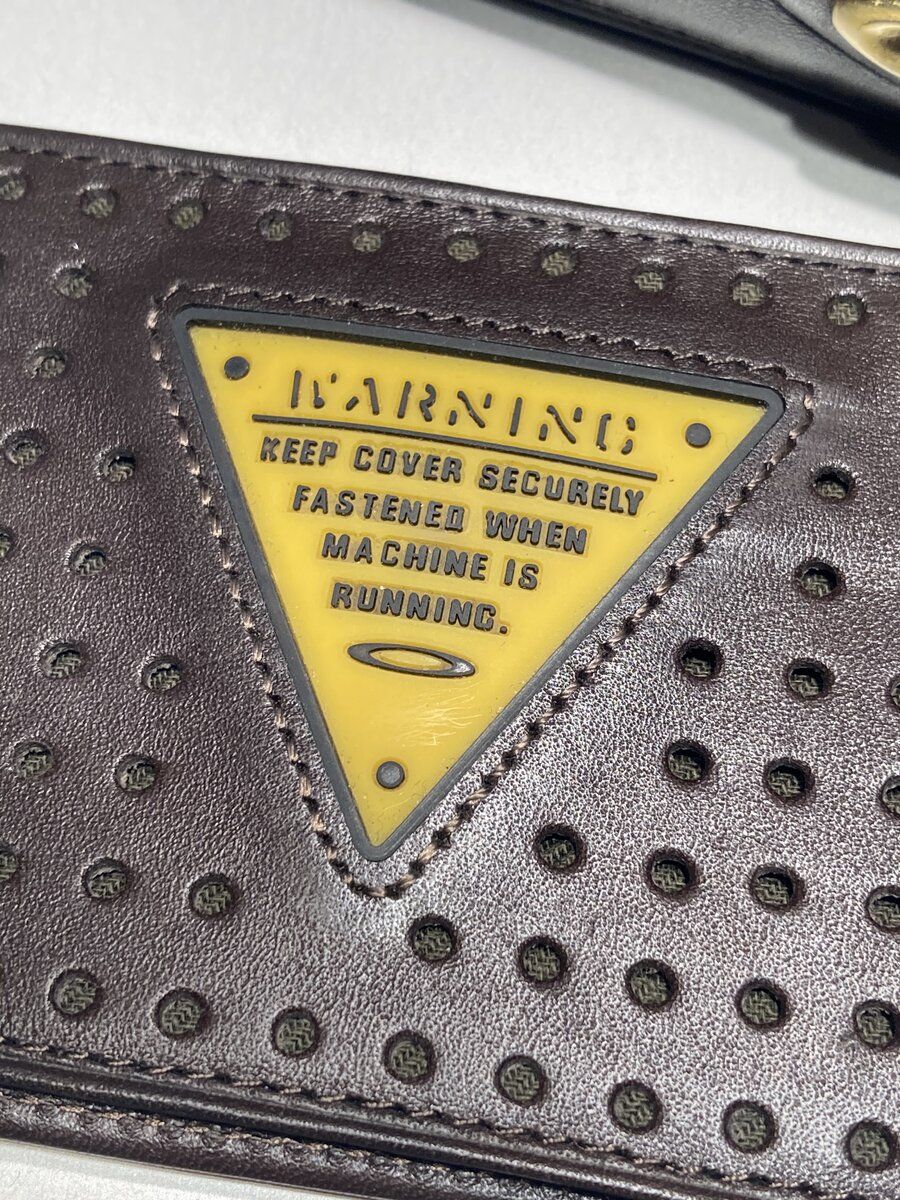 WARNING
KEEP COVER SECURELY
FASTENED WHEN
MACHINE IS
RUNNING.